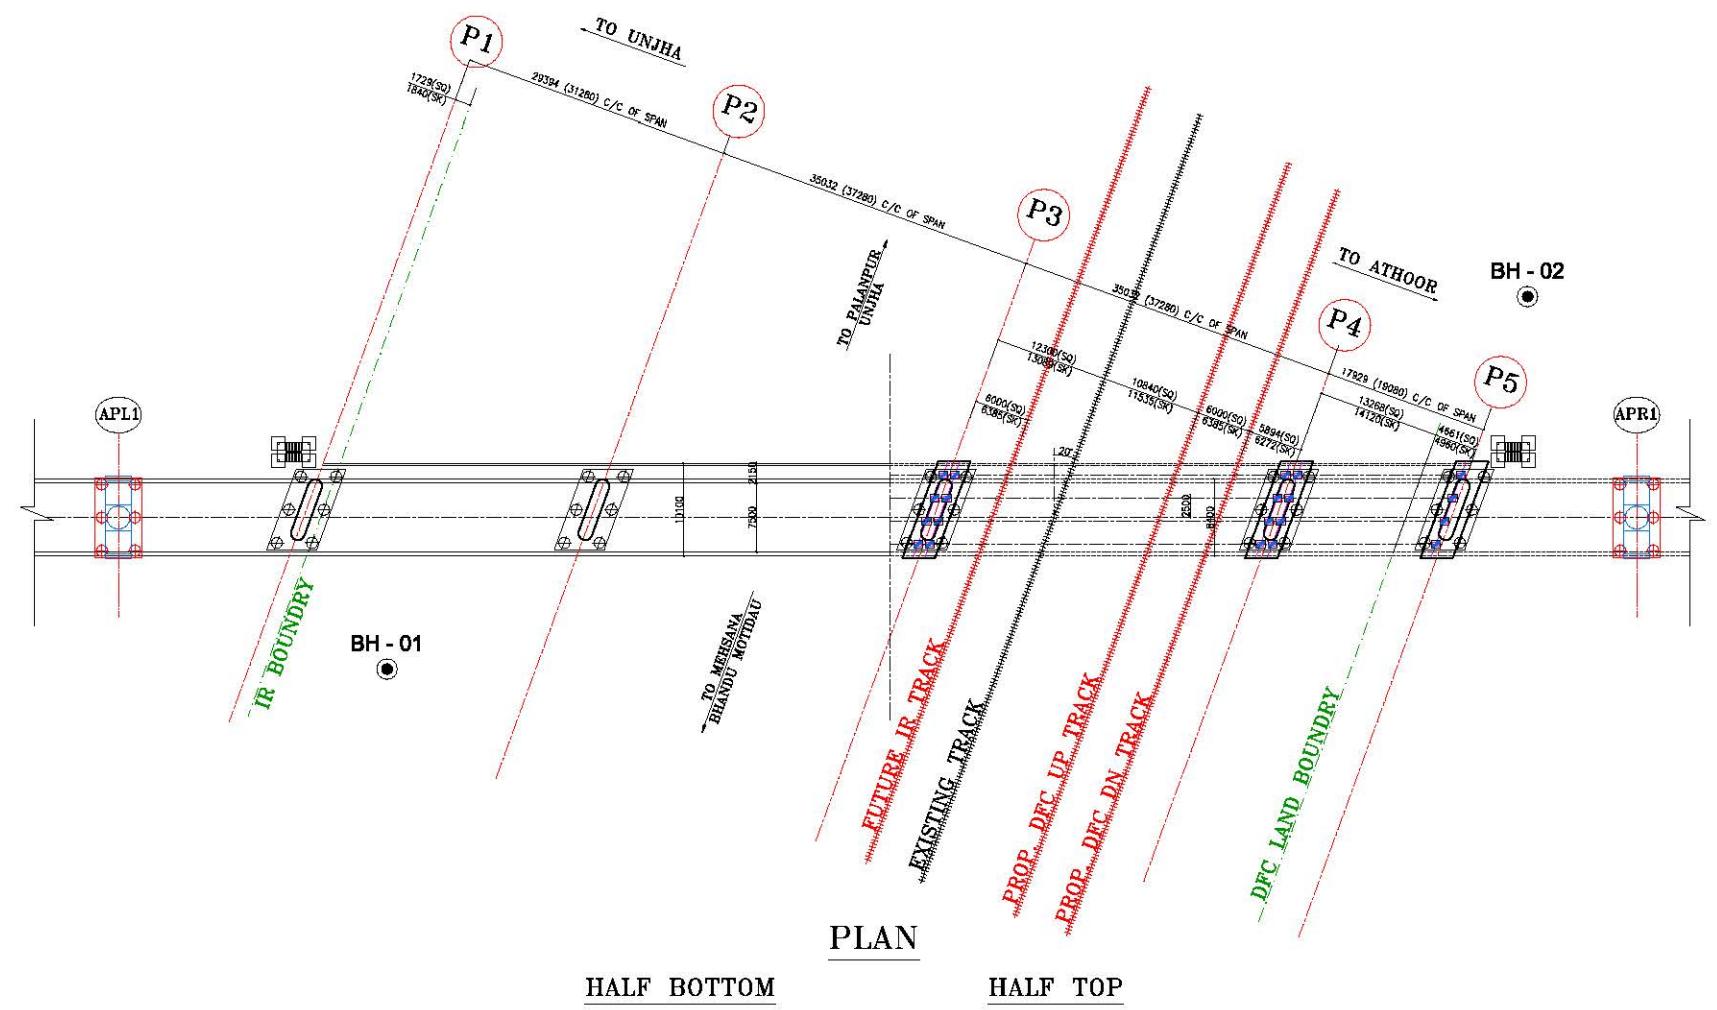 P1
TO UNJHA
1729(SQ)
1840(SK)
29394 (31280) C/C OF SPAN
P2
35032 (37280) C/C OF SPAN
P3
TO PALANPUR
UNJHA
TO ATHOOR
BH - 02
35032 (37280) C/C OF SPAN
P4
12300(SQ)
13089(SK)
10840(SQ)
11535(SK)
17929 (19080) C/C OF SPAN
P5
6000(SQ)
6385(SK)
6000(SQ)
6385(SK)
5894(SQ)
6272(SK)
13268(SQ)
14120(SK)
4661(SQ)
4960(SK)
APL1
APR1
20°
10100
2150
7500
2500
8400
IR BOUNDRY
BH - 01
TO MEHSANA
BHANDU MOTIDAU
FUTURE IR TRACK
EXISTING TRACK
PROP. DFC UP TRACK
PROP. DFC DN TRACK
DFC LAND BOUNDRY
PLAN
HALF BOTTOM
HALF TOP